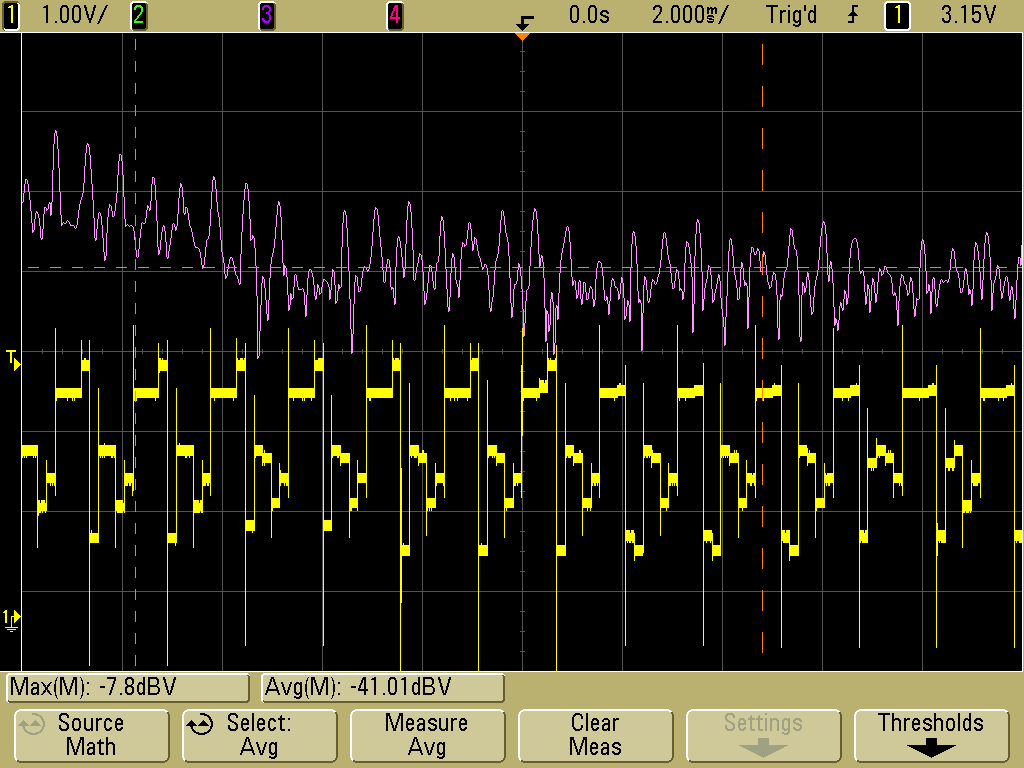 1 1.00V/ 2 3 4 0.0s 2.000ms/ Trig'd 1 3.15V
T
1
Max(M): -7.8dBV Avg(M): -41.01dBV
Source Math
Select: Avg
Measure Avg
Clear Meas
Settings
Thresholds